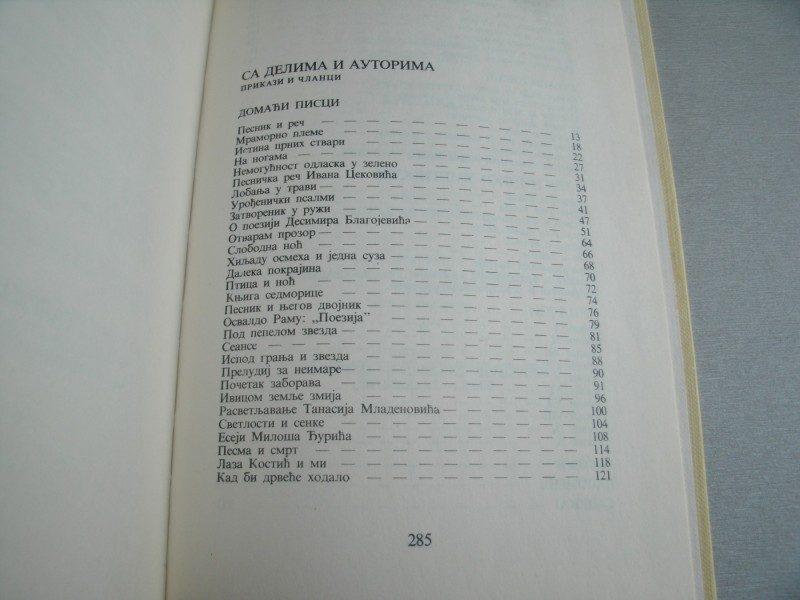 СА ДЕЛИМА И АУТОРИМА
ПРИКАЗИ И ЧЛАНЦИ
ДОМАЋИ ПИСЦИ
Песник и реч — 13
Мраморно племе — 18
Истина црних ствари — 22
На ногама — 27
Немогућност одласка у зелено — 31
Песничка реч Ивана Цековића — 34
Лобања у трави — 37
Урођенички псалми — 41
Затвореник у ружи — 47
О поезији Десимира Благојевића — 51
Отварам прозор — 64
Слободна ноћ — 66
Хиљаду осмеха и једна суза — 68
Далека покрајина — 70
Птица и ноћ — 72
Књига седморице — 74
Песник и његов двојник — 76
Освалдо Раму: „Поезија“ — 79
Под пепелом звезда — 81
Сеансе — 85
Испод грања и звезда — 88
Прелудиј за неимаре — 90
Почетак заборава — 91
Ивицом земље змија — 96
Расветљавање Танасија Младеновића — 100
Светлости и сенке — 104
Есеји Милоша Ђурића — 108
Песма и смрт — 114
Лаза Костић и ми — 118
Кад би дрвеће ходало — 121
285